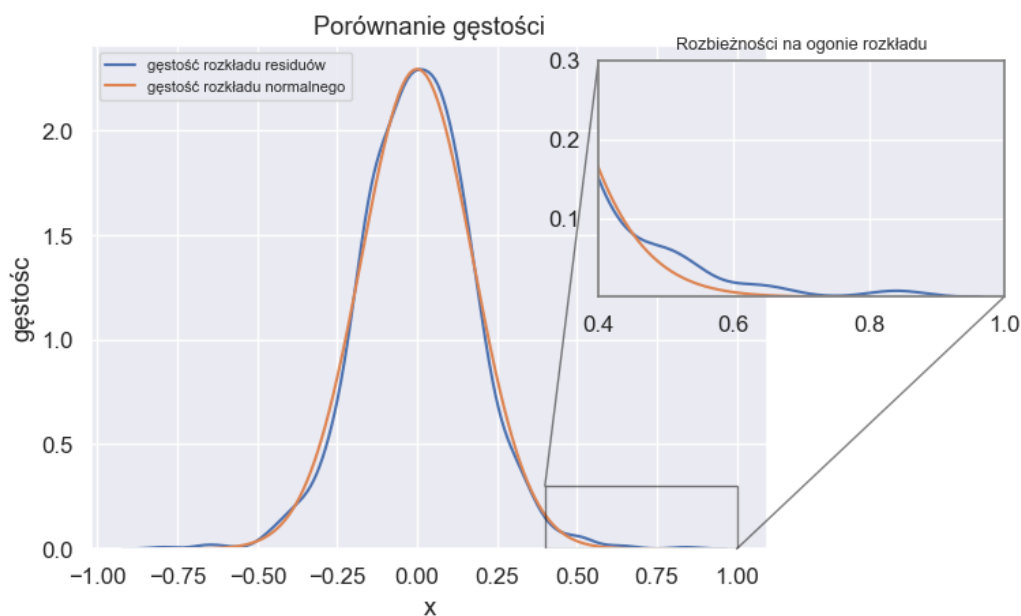 Porównanie gęstości
gęstość rozkładu residuów
gęstość rozkładu normalnego
Rozbieżności na ogonie rozkładu
0.3
0.2
0.1
0.4 0.6 0.8 1.0
gęstośc
2.0
1.5
1.0
0.5
0.0
−1.00 −0.75 −0.50 −0.25 0.00 0.25 0.50 0.75 1.00
x